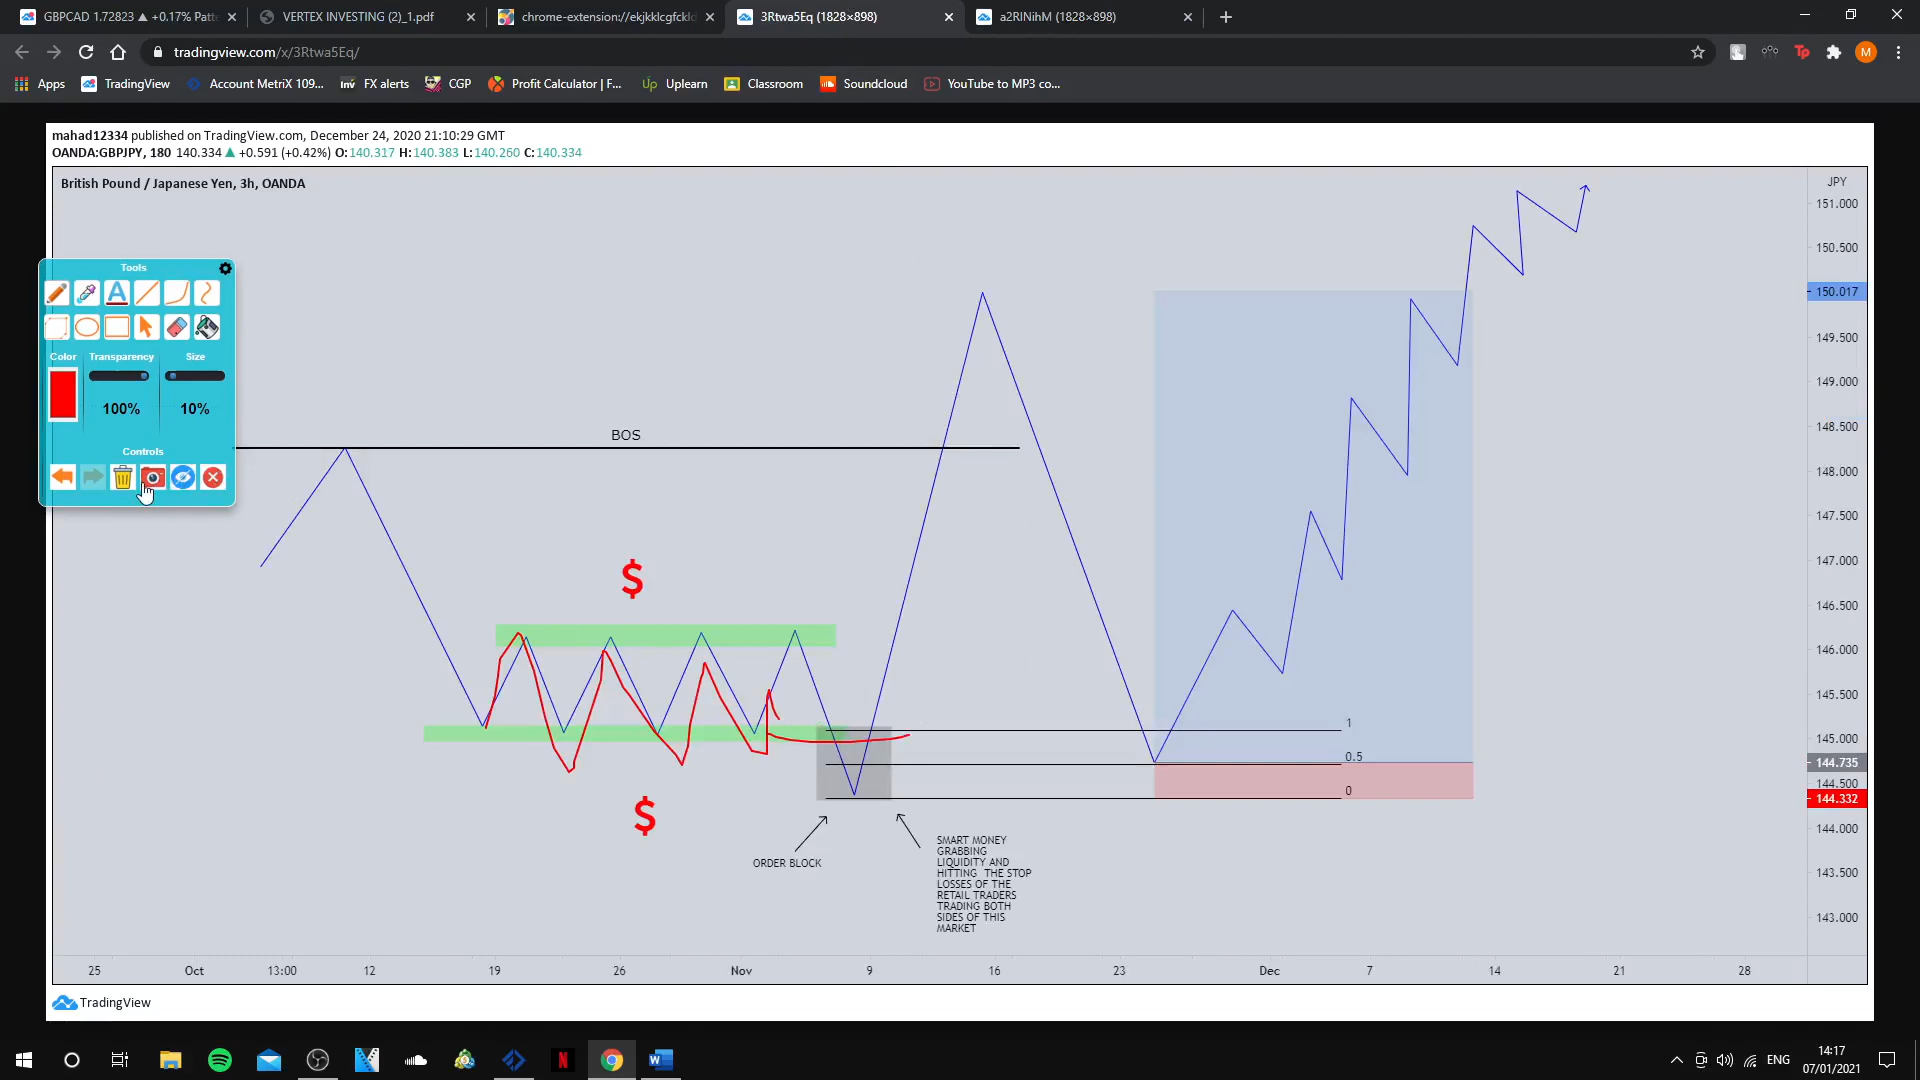 GBPCAD 1.72823 ▲ +0.17% Patt
VERTEX INVESTING (2)_1.pdf
chrome-extension://ekjkklcgfckld
3Rtwa5Eq (1828×898)
a2RlNihM (1828×898)
tradingview.com/x/3Rtwa5Eq/
M
Apps
TradingView
Account MetriX 109...
Inv FX alerts
CGP
Profit Calculator | F...
Up Uplearn
Classroom
Soundcloud
YouTube to MP3 co...
mahad12334 published on TradingView.com, December 24, 2020 21:10:29 GMT
OANDA:GBPJPY, 180 140.334 ▲ +0.591 (+0.42%) O:140.317 H:140.383 L:140.260 C:140.334
British Pound / Japanese Yen, 3h, OANDA
JPY
151.000
150.500
150.017
149.500
149.000
148.500
148.000
147.500
147.000
146.500
146.000
145.500
145.000
144.735
144.500
144.332
144.000
143.500
143.000
Tools
A
Color
Transparency
Size
100%
10%
Controls
BOS
$
$
1
0.5
0
ORDER BLOCK
SMART MONEY
GRABBING
LIQUIDITY AND
HITTING THE STOP
LOSSES OF THE
RETAIL TRADERS
TRADING BOTH
SIDES OF THIS
MARKET
25
Oct
13:00
12
19
26
Nov
9
16
23
Dec
7
14
21
28
TradingView
ENG
14:17
07/01/2021